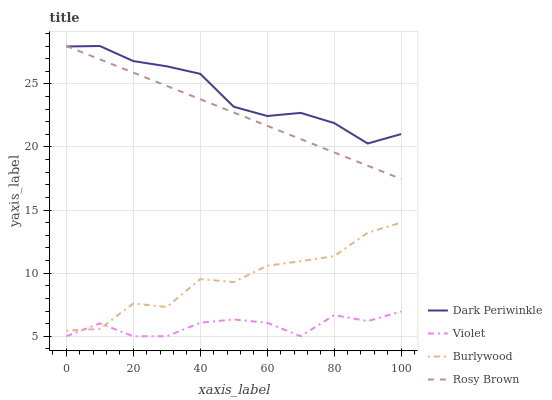 title
yaxis_label
25
20
15
10
5
0
20
40
60
80
100
xaxis_label
Dark Periwinkle
Violet
Burlywood
Rosy Brown